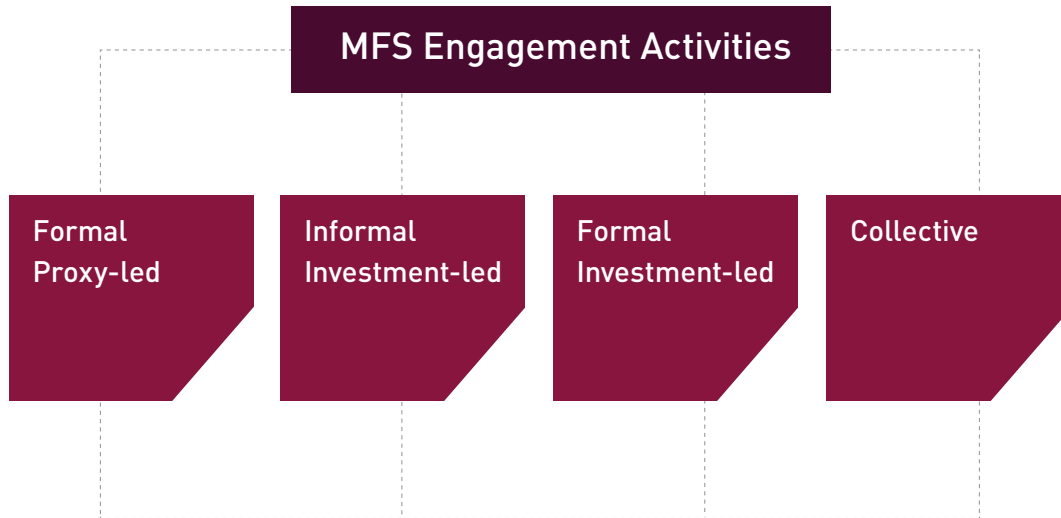 MFS Engagement Activities
Formal
Proxy-led
Informal
Investment-led
Formal
Investment-led
Collective